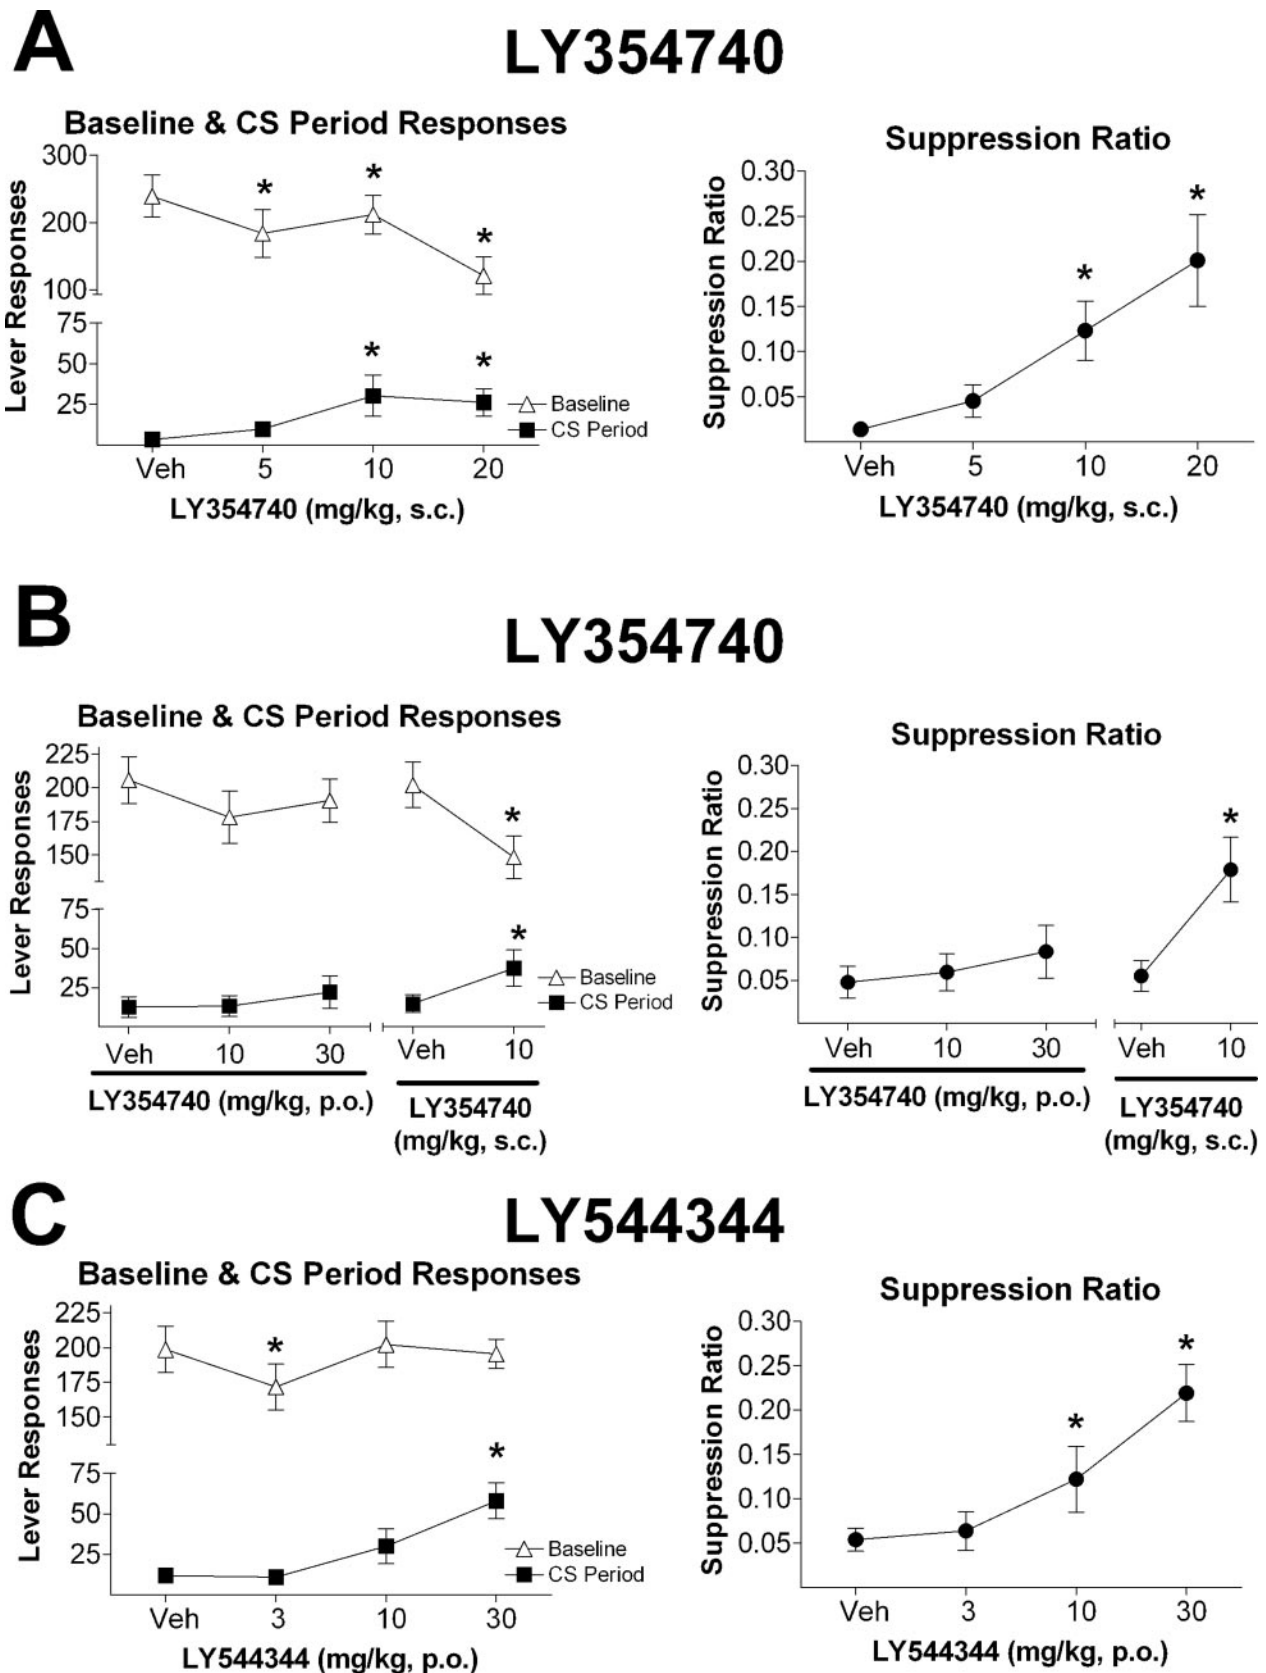 A
LY354740
Baseline & CS Period Responses
Lever Responses
300
200
100
75
50
25
*
*
*
*
*
Baseline
CS Period
Veh 5 10 20
LY354740 (mg/kg, s.c.)
Suppression Ratio
Suppression Ratio
0.30
0.25
0.20
0.15
0.10
0.05
*
*
Veh 5 10 20
LY354740 (mg/kg, s.c.)
B
LY354740
Baseline & CS Period Responses
Lever Responses
225
200
175
150
75
50
25
*
*
Baseline
CS Period
Veh 10 30 Veh 10
LY354740 (mg/kg, p.o.)
LY354740
(mg/kg, s.c.)
Suppression Ratio
Suppression Ratio
0.30
0.25
0.20
0.15
0.10
0.05
*
Veh 10 30 Veh 10
LY354740 (mg/kg, p.o.)
LY354740
(mg/kg, s.c.)
C
LY544344
Baseline & CS Period Responses
Lever Responses
225
200
175
150
75
50
25
*
*
Baseline
CS Period
Veh 3 10 30
LY544344 (mg/kg, p.o.)
Suppression Ratio
Suppression Ratio
0.30
0.25
0.20
0.15
0.10
0.05
*
*
Veh 3 10 30
LY544344 (mg/kg, p.o.)